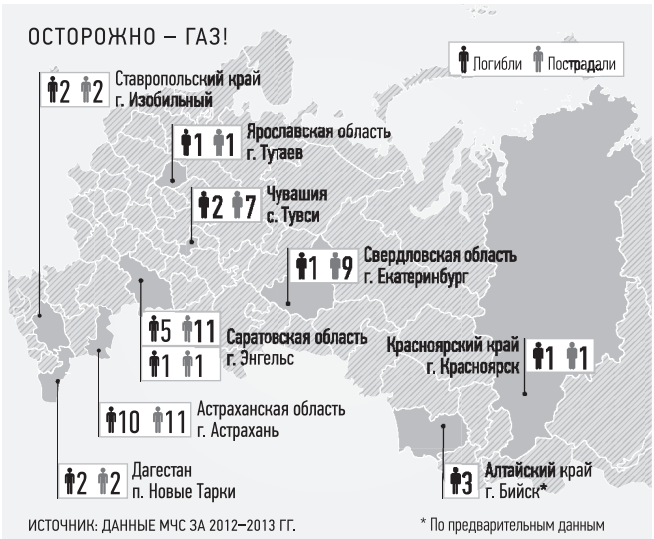 ОСТОРОЖНО – ГАЗ!
Погибли Пострадали
2 2 Ставропольский край
г. Изобильный
1 1 Ярославская область
г. Тутаев
2 7 Чувашия
с. Тувси
1 9 Свердловская область
г. Екатеринбург
5 11 Саратовская область
1 1 г. Энгельс
Красноярский край 1 1
г. Красноярск
10 11 Астраханская область
г. Астрахань
2 2 Дагестан
п. Новые Тарки
3 Алтайский край
г. Бийск*
ИСТОЧНИК: ДАННЫЕ МЧС ЗА 2012–2013 ГГ.
* По предварительным данным